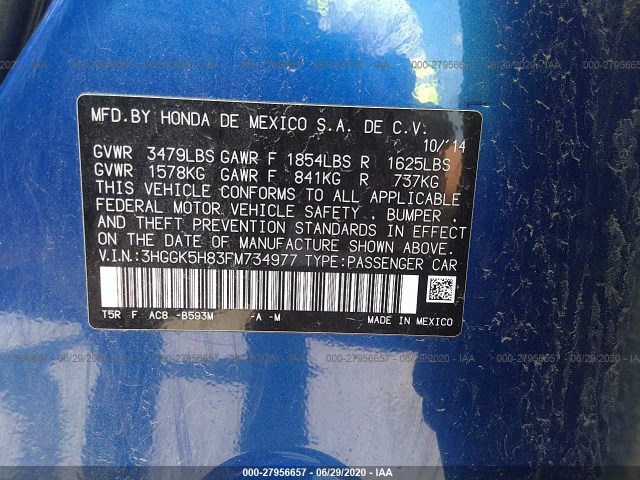 MFD.BY HONDA DE MEXICO S.A. DE C.V.
10/'14
GVWR 3479LBS GAWR F 1854LBS R 1625LBS
GVWR 1578KG GAWR F 841KG R 737KG
THIS VEHICLE CONFORMS TO ALL APPLICABLE
FEDERAL MOTOR VEHICLE SAFETY . BUMPER .
AND THEFT PREVENTION STANDARDS IN EFFECT
ON THE DATE OF MANUFACTURE SHOWN ABOVE.
V.I.N:3HGGK5H83FM734977 TYPE:PASSENGER CAR
T5R F AC8 -B593M -A -M MADE IN MEXICO
000-27956657 - 06/29/2020 - IAA